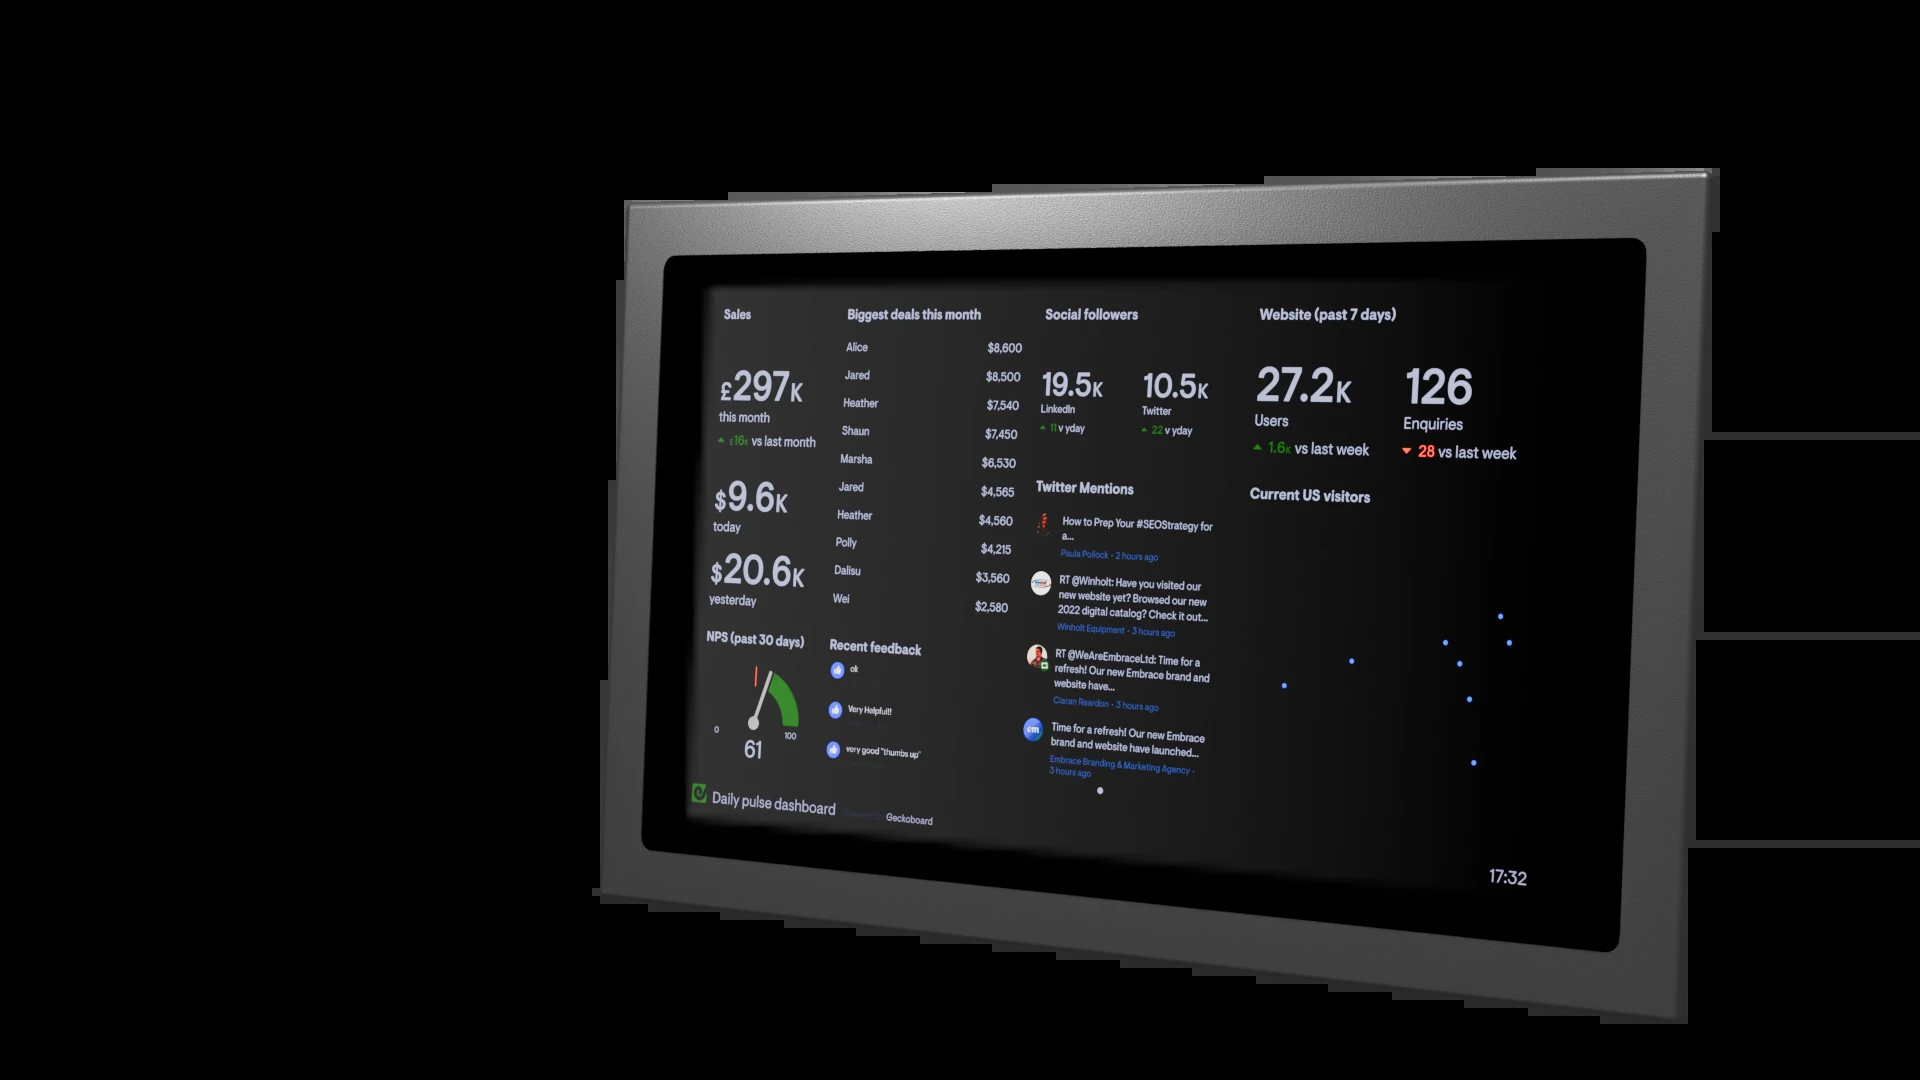 Sales
£297K
this month
£16K vs last month
$9.6K
today
$20.6K
yesterday
NPS (past 30 days)
0
100
61
Biggest deals this month
Alice $8,600
Jared $8,500
Heather $7,540
Shaun $7,450
Marsha $6,530
Jared $4,565
Heather $4,560
Polly $4,215
Dalisu $3,560
Wei $2,580
Recent feedback
ok
Very Helpful!!
very good "thumbs up"
Social followers
19.5K
LinkedIn
11 v yday
10.5K
Twitter
22 v yday
Twitter Mentions
How to Prep Your #SEOStrategy for
a...
Paula Pollock · 2 hours ago
RT @Winholt: Have you visited our
new website yet? Browsed our new
2022 digital catalog? Check it out...
Winholt Equipment · 3 hours ago
RT @WeAreEmbraceLtd: Time for a
refresh! Our new Embrace brand and
website have...
Ciaran Reardon · 3 hours ago
em
Time for a refresh! Our new Embrace
brand and website have launched...
Embrace Branding & Marketing Agency ·
3 hours ago
Website (past 7 days)
27.2K
Users
1.6K vs last week
126
Enquiries
28 vs last week
Current US visitors
Daily pulse dashboard
Powered by Geckoboard
17:32